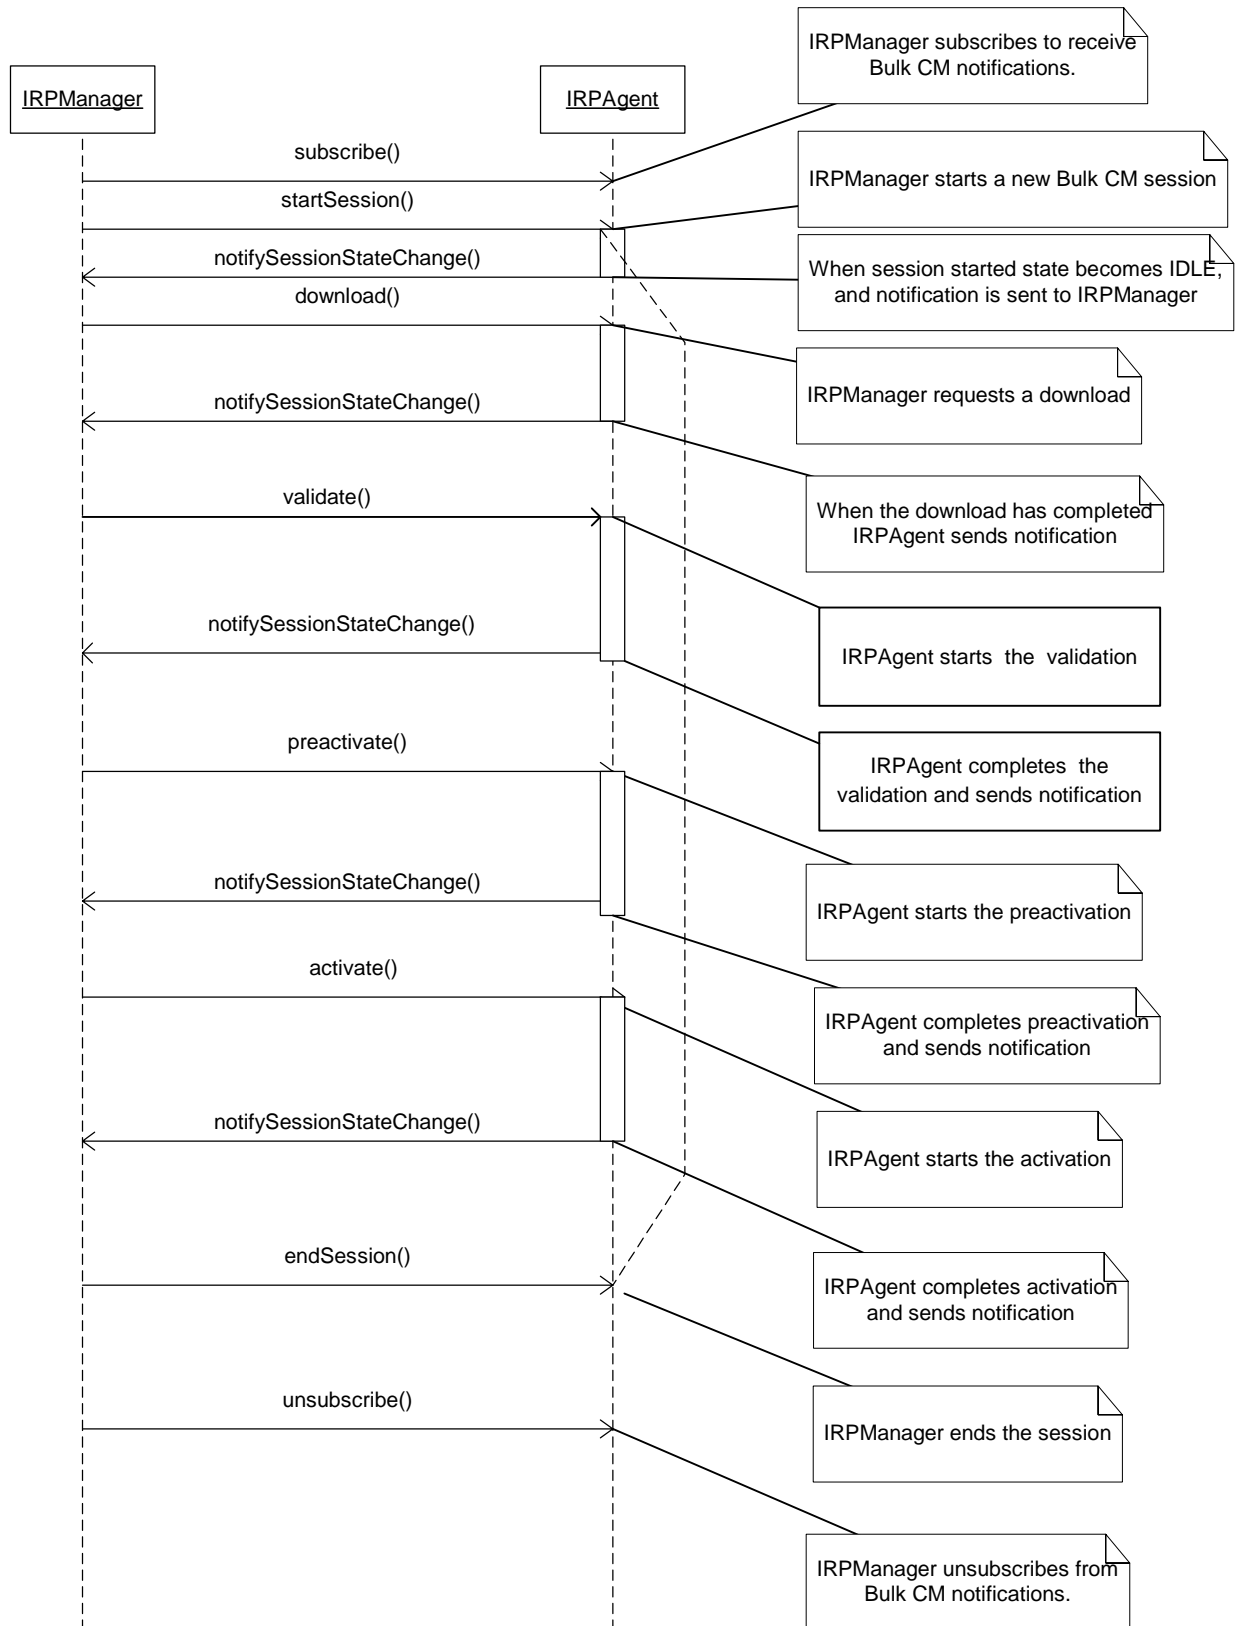 IRPManager subscribes to receive
Bulk CM notifications.
IRPManager
IRPAgent
subscribe()
IRPManager starts a new Bulk CM session
startSession()
notifySessionStateChange()
When session started state becomes IDLE,
and notification is sent to IRPManager
download()
IRPManager requests a download
notifySessionStateChange()
validate()
When the download has completed
IRPAgent sends notification
notifySessionStateChange()
IRPAgent starts the validation
preactivate()
IRPAgent completes the
validation and sends notification
notifySessionStateChange()
IRPAgent starts the preactivation
activate()
IRPAgent completes preactivation
and sends notification
notifySessionStateChange()
IRPAgent starts the activation
endSession()
IRPAgent completes activation
and sends notification
unsubscribe()
IRPManager ends the session
IRPManager unsubscribes from
Bulk CM notifications.